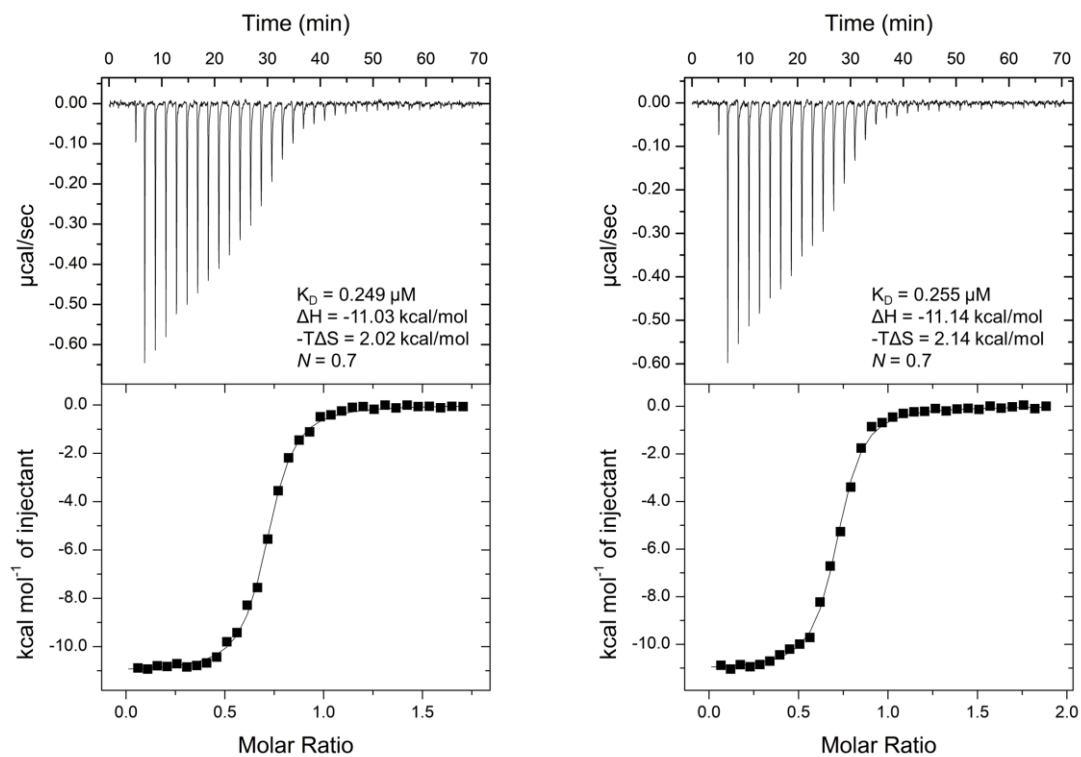 Time (min)
0 10 20 30 40 50 60 70
0.00
-0.10
-0.20
-0.30
-0.40
-0.50
-0.60
µcal/sec
K_D = 0.249 µM
ΔH = -11.03 kcal/mol
-TΔS = 2.02 kcal/mol
N = 0.7
0.0
-2.0
-4.0
-6.0
-8.0
-10.0
kcal mol⁻¹ of injectant
0.0 0.5 1.0 1.5
Molar Ratio
Time (min)
0 10 20 30 40 50 60 70
0.00
-0.10
-0.20
-0.30
-0.40
-0.50
-0.60
µcal/sec
K_D = 0.255 µM
ΔH = -11.14 kcal/mol
-TΔS = 2.14 kcal/mol
N = 0.7
0.0
-2.0
-4.0
-6.0
-8.0
-10.0
kcal mol⁻¹ of injectant
0.0 0.5 1.0 1.5 2.0
Molar Ratio